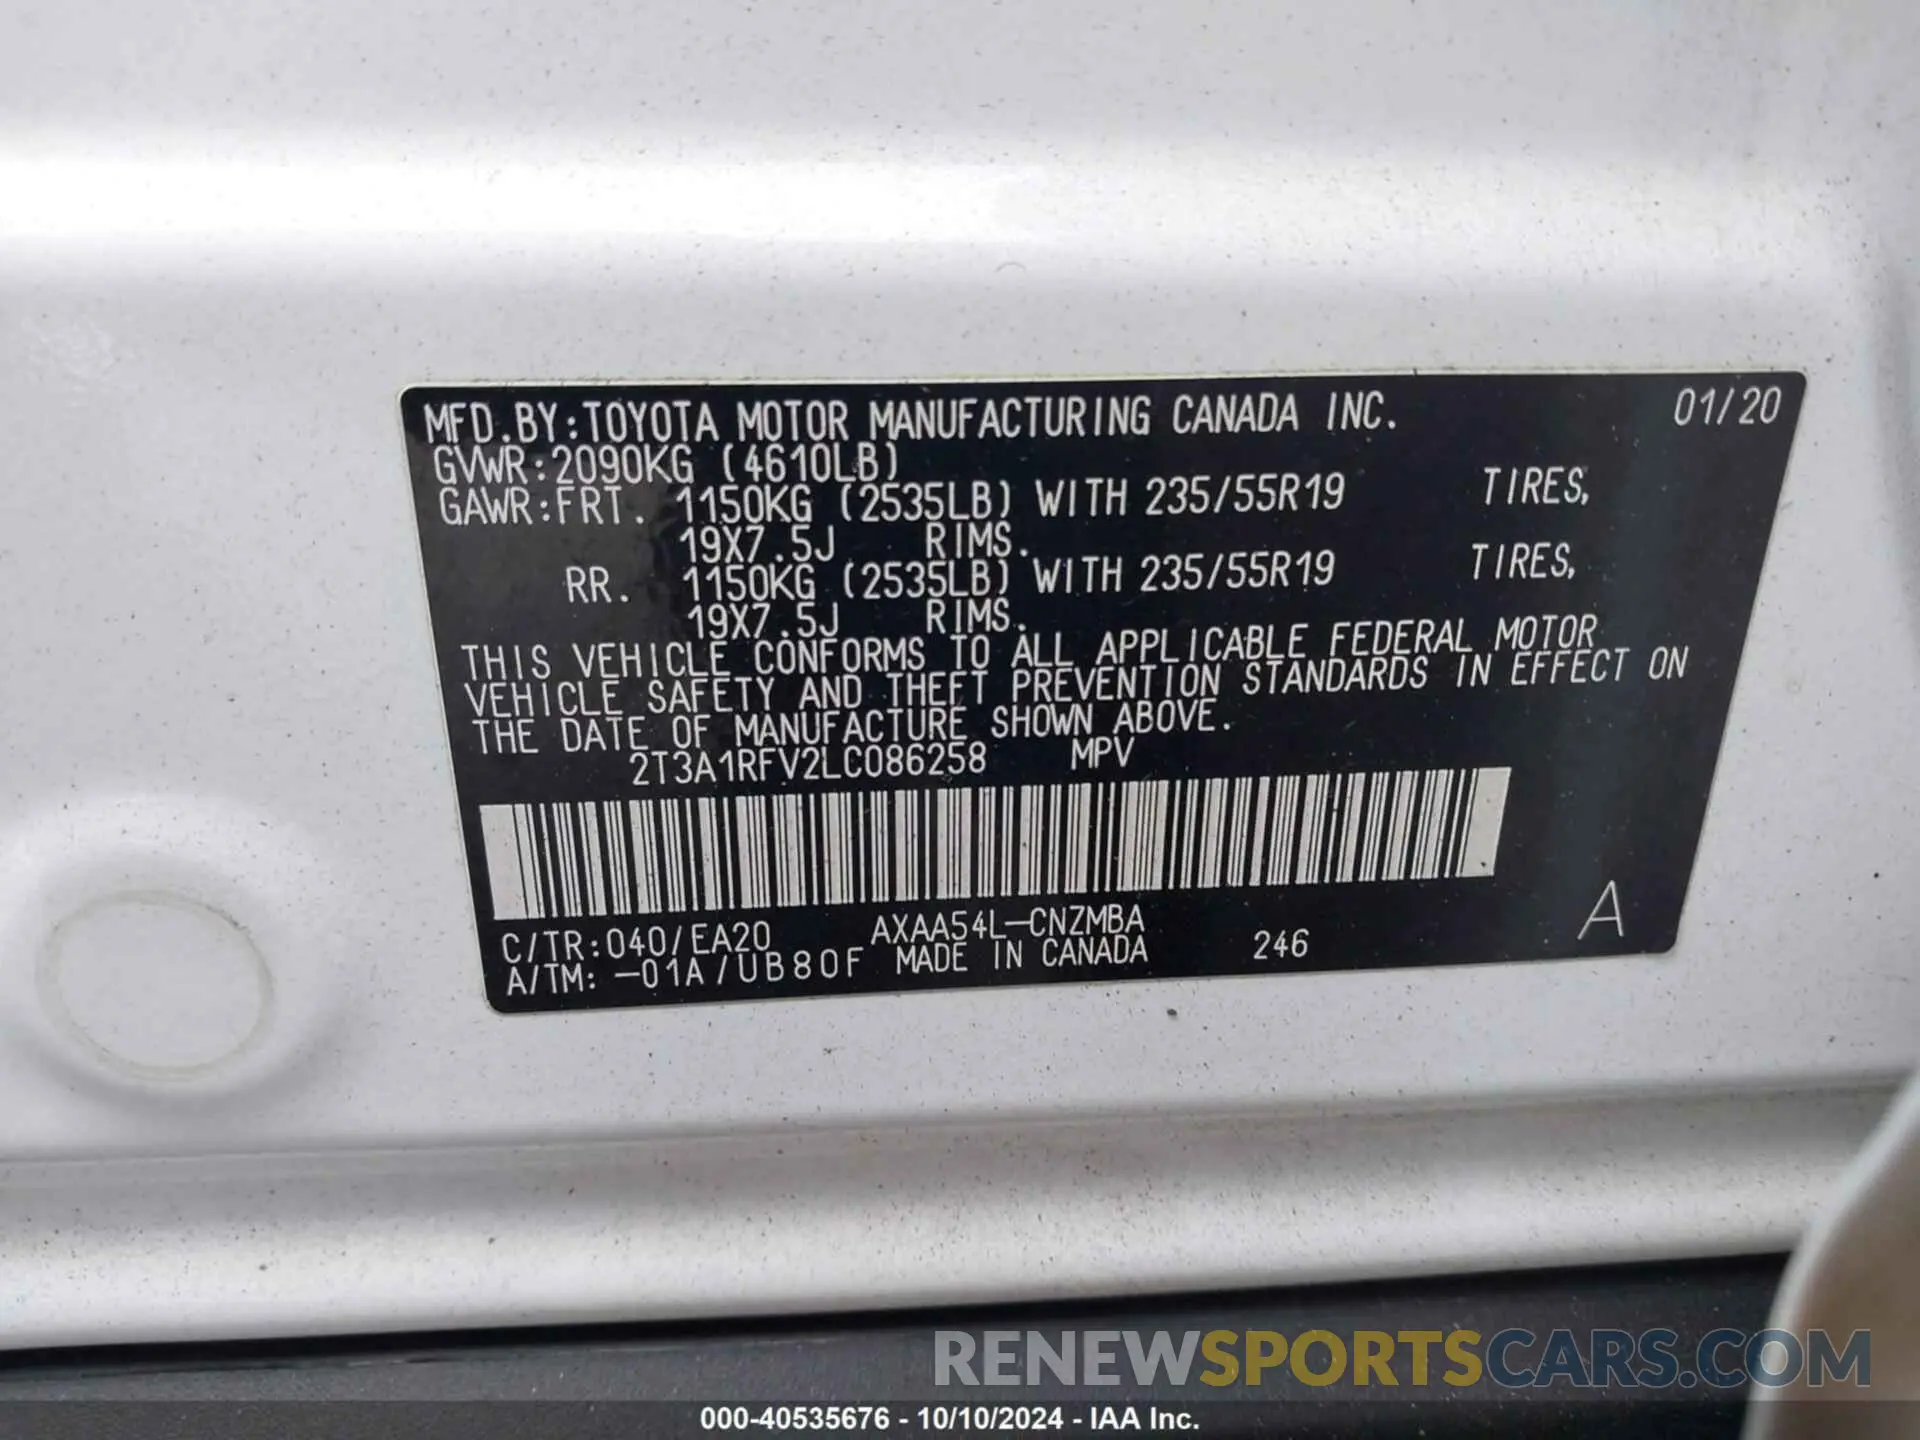 MFD.BY:TOYOTA MOTOR MANUFACTURING CANADA INC. 01/20
GVWR:2090KG (4610LB)
GAWR:FRT. 1150KG (2535LB) WITH 235/55R19 TIRES,
19X7.5J RIMS.
RR. 1150KG (2535LB) WITH 235/55R19 TIRES,
19X7.5J RIMS.
THIS VEHICLE CONFORMS TO ALL APPLICABLE FEDERAL MOTOR
VEHICLE SAFETY AND THEFT PREVENTION STANDARDS IN EFFECT ON
THE DATE OF MANUFACTURE SHOWN ABOVE.
2T3A1RFV2LC086258 MPV
C/TR:040/EA20 AXAA54L-CNZMBA
A/TM:-01A/UB80F MADE IN CANADA 246 A
RENEWSPORTSCARS.COM
000-40535676 - 10/10/2024 - IAA Inc.